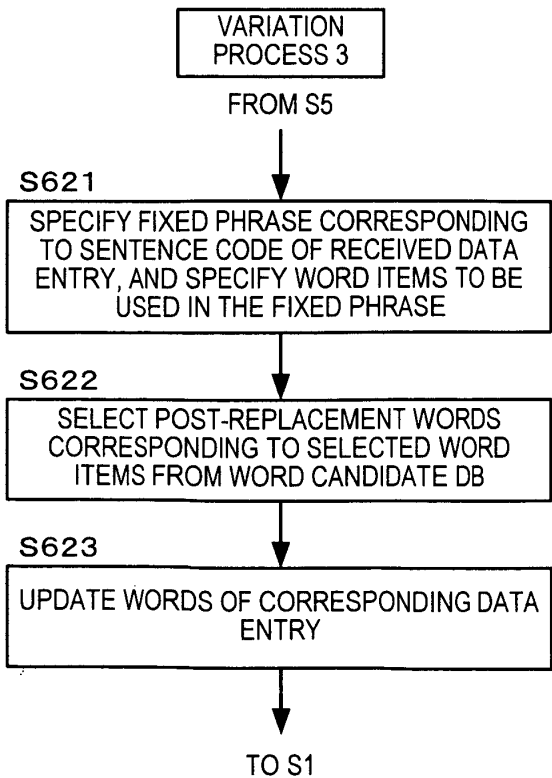 VARIATION
PROCESS 3
FROM S5
S621
SPECIFY FIXED PHRASE CORRESPONDING
TO SENTENCE CODE OF RECEIVED DATA
ENTRY, AND SPECIFY WORD ITEMS TO BE
USED IN THE FIXED PHRASE
S622
SELECT POST-REPLACEMENT WORDS
CORRESPONDING TO SELECTED WORD
ITEMS FROM WORD CANDIDATE DB
S623
UPDATE WORDS OF CORRESPONDING DATA
ENTRY
TO S1